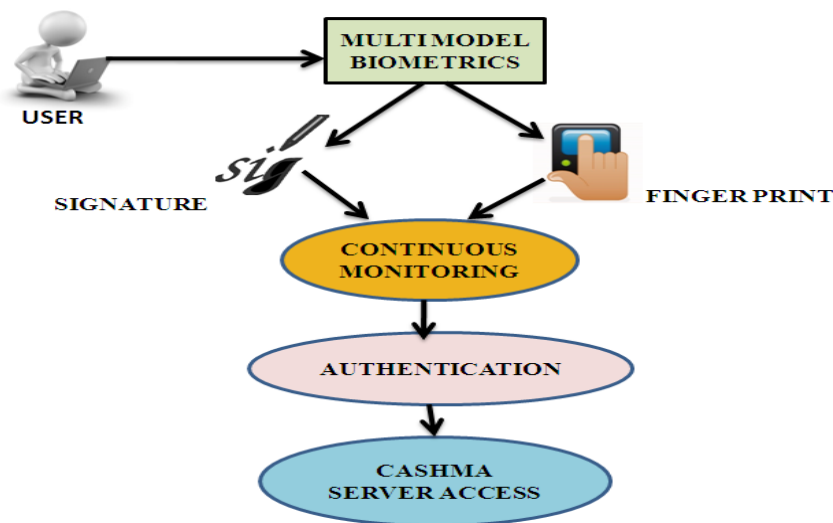 MULTI MODEL
BIOMETRICS
USER
sig
SIGNATURE
FINGER PRINT
CONTINUOUS
MONITORING
AUTHENTICATION
CASHMA
SERVER ACCESS